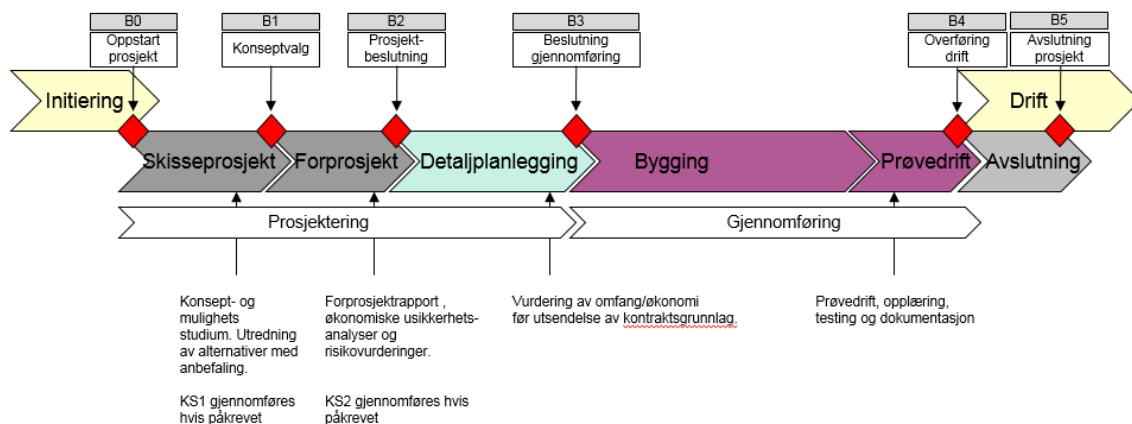 B0
Oppstart
prosjekt
B1
Konseptvalg
B2
Prosjekt-
beslutning
B3
Beslutning
gjennomføring
B4
Overføring
drift
B5
Avslutning
prosjekt
Initiering
Drift
Skisseprosjekt
Forprosjekt
Detaljplanlegging
Bygging
Prøvedrift
Avslutning
Prosjektering
Gjennomføring
Konsept- og
mulighets
studium. Utredning
av alternativer med
anbefaling.
KS1 gjennomføres
hvis påkrevet
Forprosjektrapport ,
økonomiske usikkerhets-
analyser og
risikovurderinger.
KS2 gjennomføres hvis
påkrevet
Vurdering av omfang/økonomi
før utsendelse av kontraktsgrunnlag.
Prøvedrift, opplæring,
testing og dokumentasjon